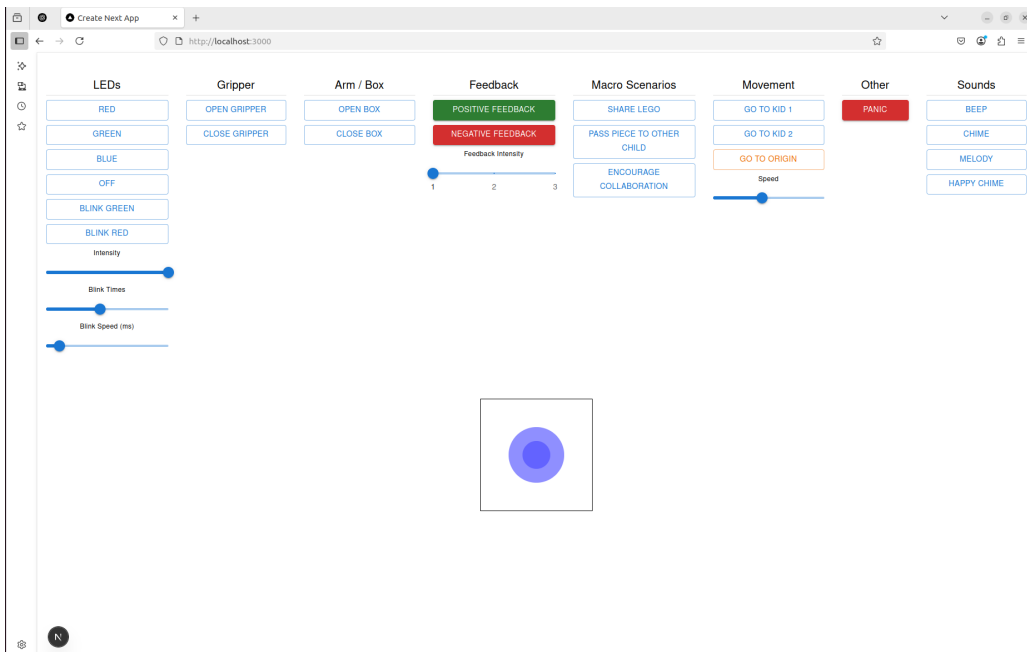 Create Next App
http://localhost:3000
LEDs
RED
GREEN
BLUE
OFF
BLINK GREEN
BLINK RED
Intensity
Blink Times
Blink Speed (ms)
Gripper
OPEN GRIPPER
CLOSE GRIPPER
Arm / Box
OPEN BOX
CLOSE BOX
Feedback
POSITIVE FEEDBACK
NEGATIVE FEEDBACK
Feedback Intensity
1 2 3
Macro Scenarios
SHARE LEGO
PASS PIECE TO OTHER
CHILD
ENCOURAGE
COLLABORATION
Movement
GO TO KID 1
GO TO KID 2
GO TO ORIGIN
Speed
Other
PANIC
Sounds
BEEP
CHIME
MELODY
HAPPY CHIME
N